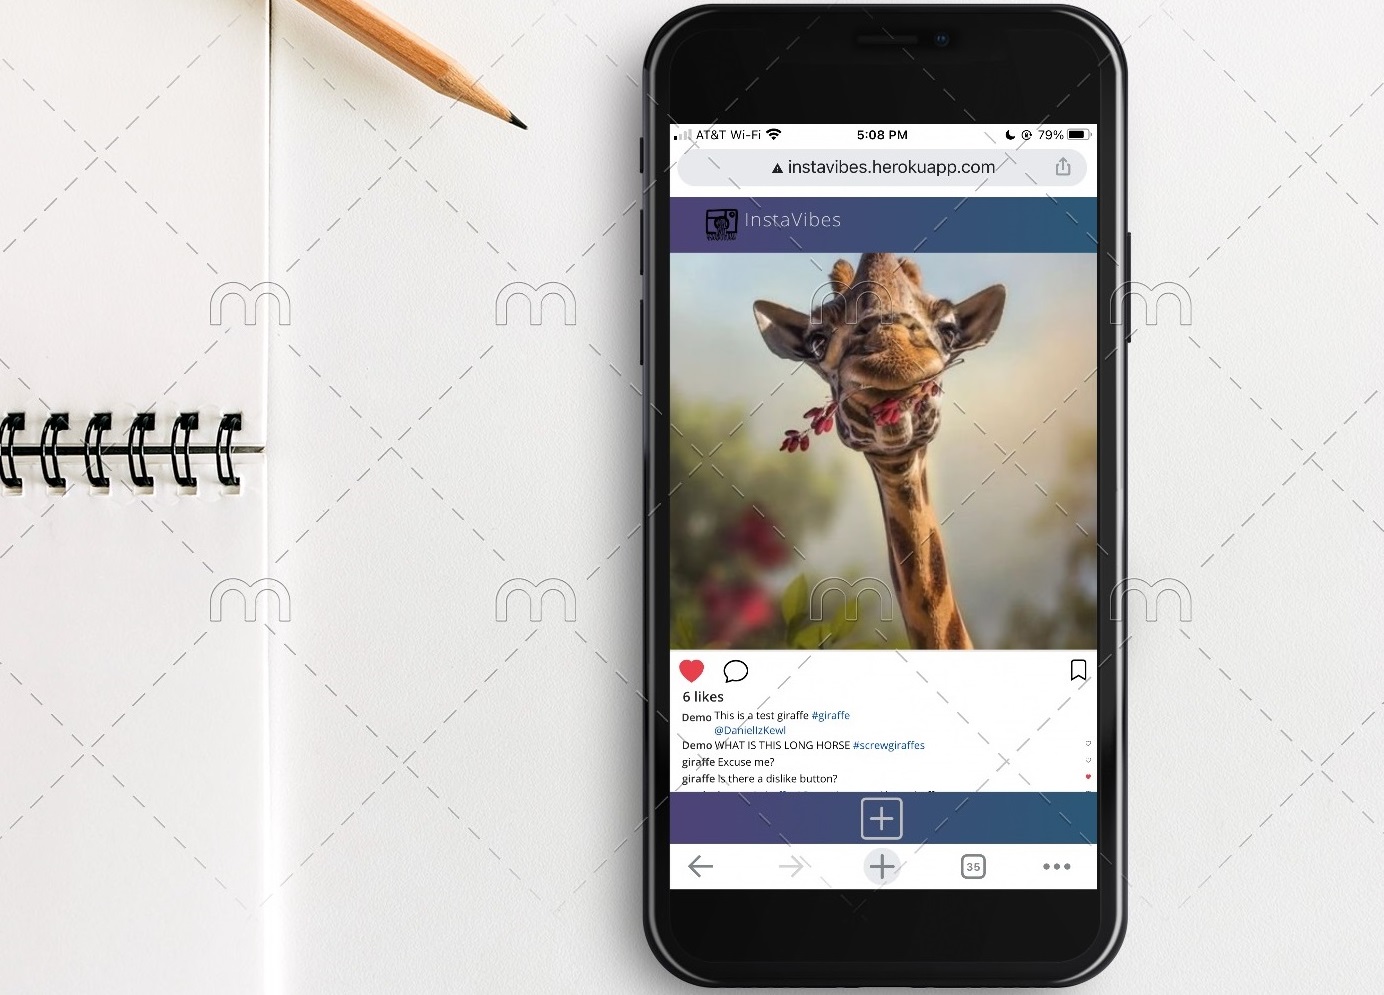 AT&T Wi-Fi 5:08 PM 79%
instavibes.herokuapp.com
InstaVibes
6 likes
Demo This is a test giraffe #giraffe
@DaniellzKewl
Demo WHAT IS THIS LONG HORSE #screwgiraffes
giraffe Excuse me?
giraffe Is there a dislike button?
35